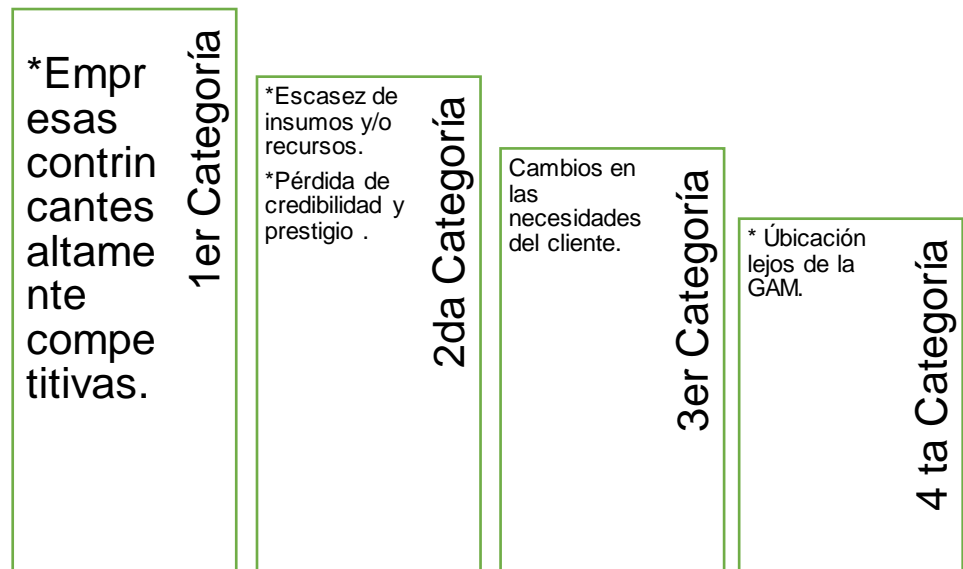 *Empr
esas
contrin
cantes
altame
nte
compe
titivas.
1er Categoría
*Escasez de
insumos y/o
recursos.
*Pérdida de
credibilidad y
prestigio .
2da Categoría
Cambios en
las
necesidades
del cliente.
3er Categoría
* Úbicación
lejos de la
GAM.
4 ta Categoría